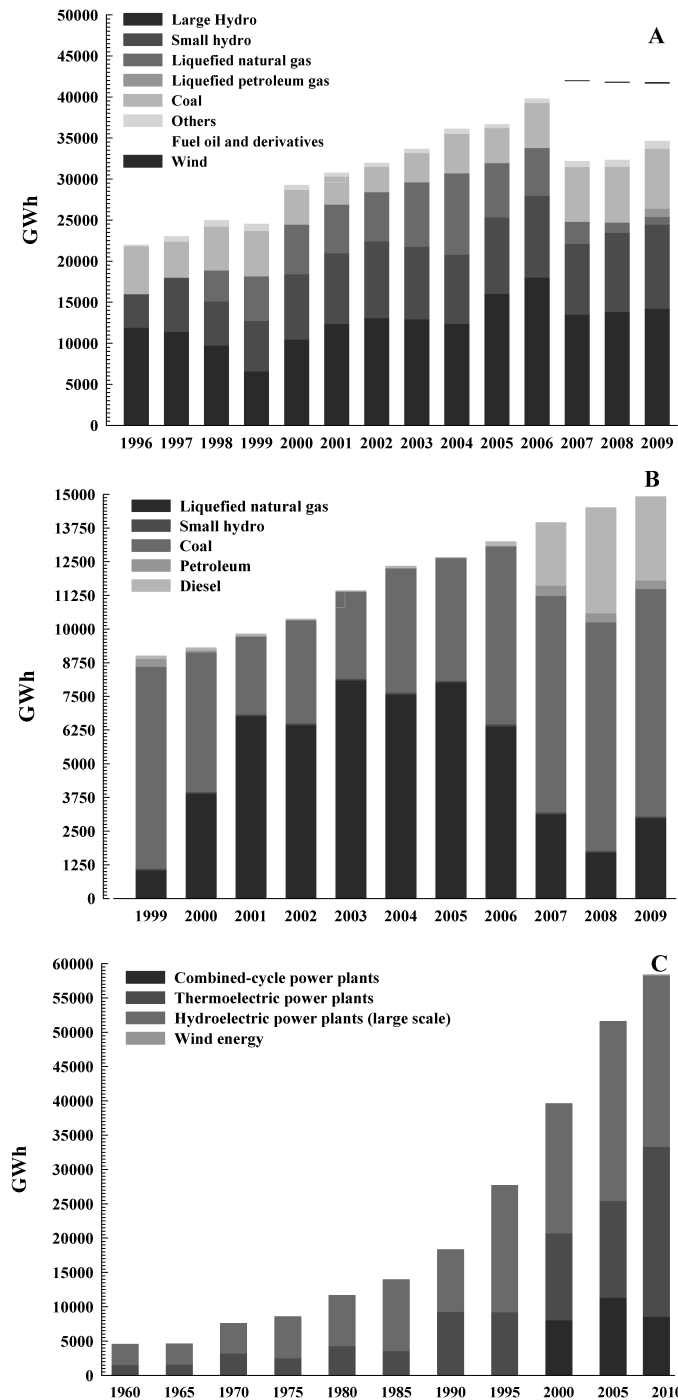 50000
45000
40000
35000
30000
25000
20000
15000
10000
5000
0
GWh
A
Large Hydro
Small hydro
Liquefied natural gas
Liquefied petroleum gas
Coal
Others
Fuel oil and derivatives
Wind
1996 1997 1998 1999 2000 2001 2002 2003 2004 2005 2006 2007 2008 2009
B
15000
13750
12500
11250
10000
8750
7500
6250
5000
3750
2500
1250
0
GWh
Liquefied natural gas
Small hydro
Coal
Petroleum
Diesel
1999 2000 2001 2002 2003 2004 2005 2006 2007 2008 2009
C
60000
55000
50000
45000
40000
35000
30000
25000
20000
15000
10000
5000
0
GWh
Combined-cycle power plants
Thermoelectric power plants
Hydroelectric power plants (large scale)
Wind energy
1960 1965 1970 1975 1980 1985 1990 1995 2000 2005 2010